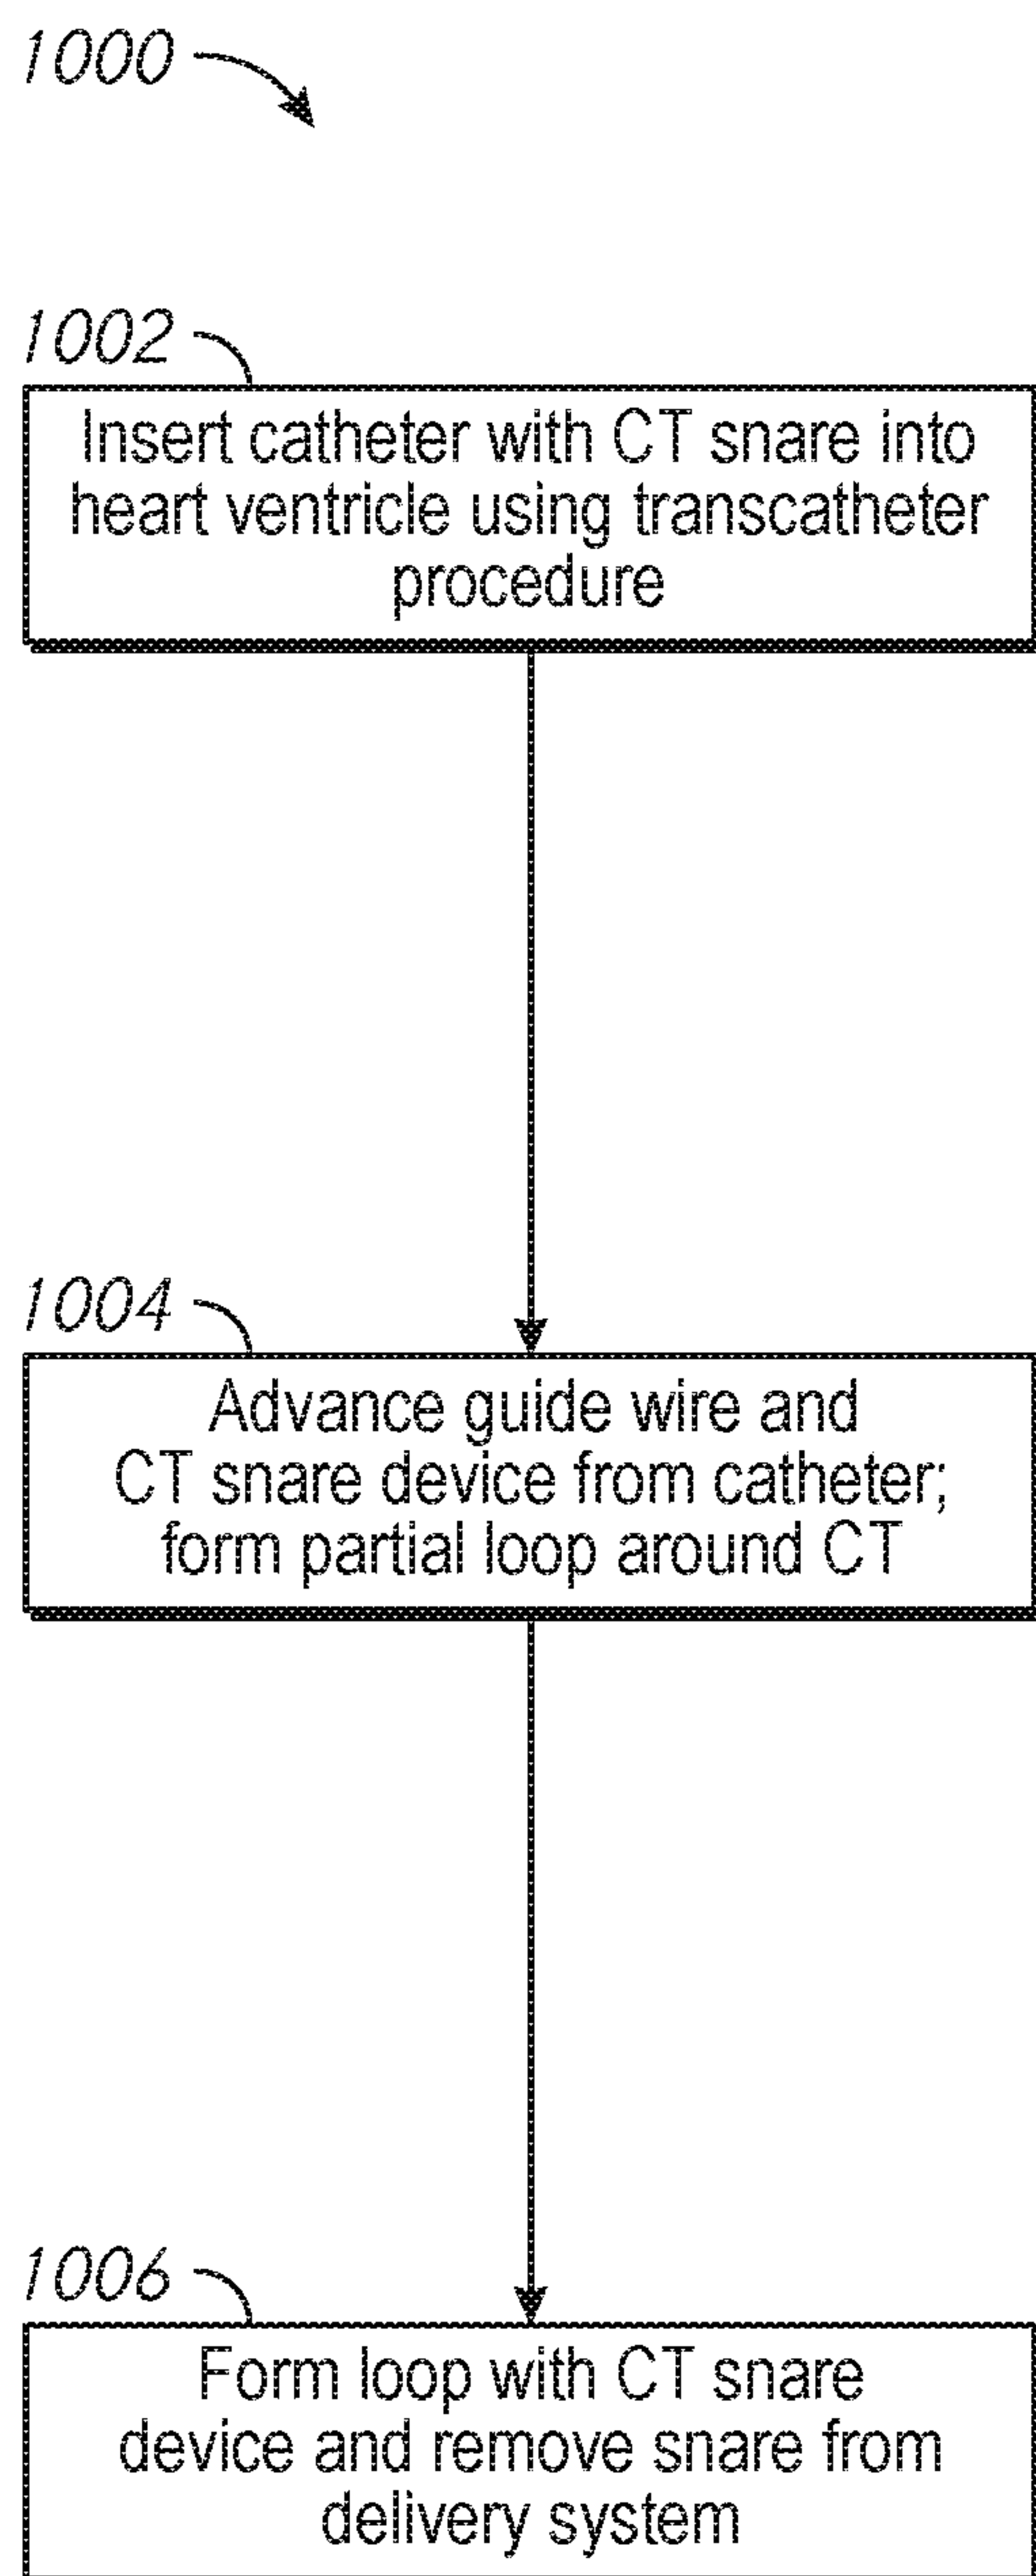 1000
1002
Insert catheter with CT snare into
heart ventricle using transcatheter
procedure
1004
Advance guide wire and
CT snare device from catheter;
form partial loop around CT
1006
Form loop with CT snare
device and remove snare from
delivery system